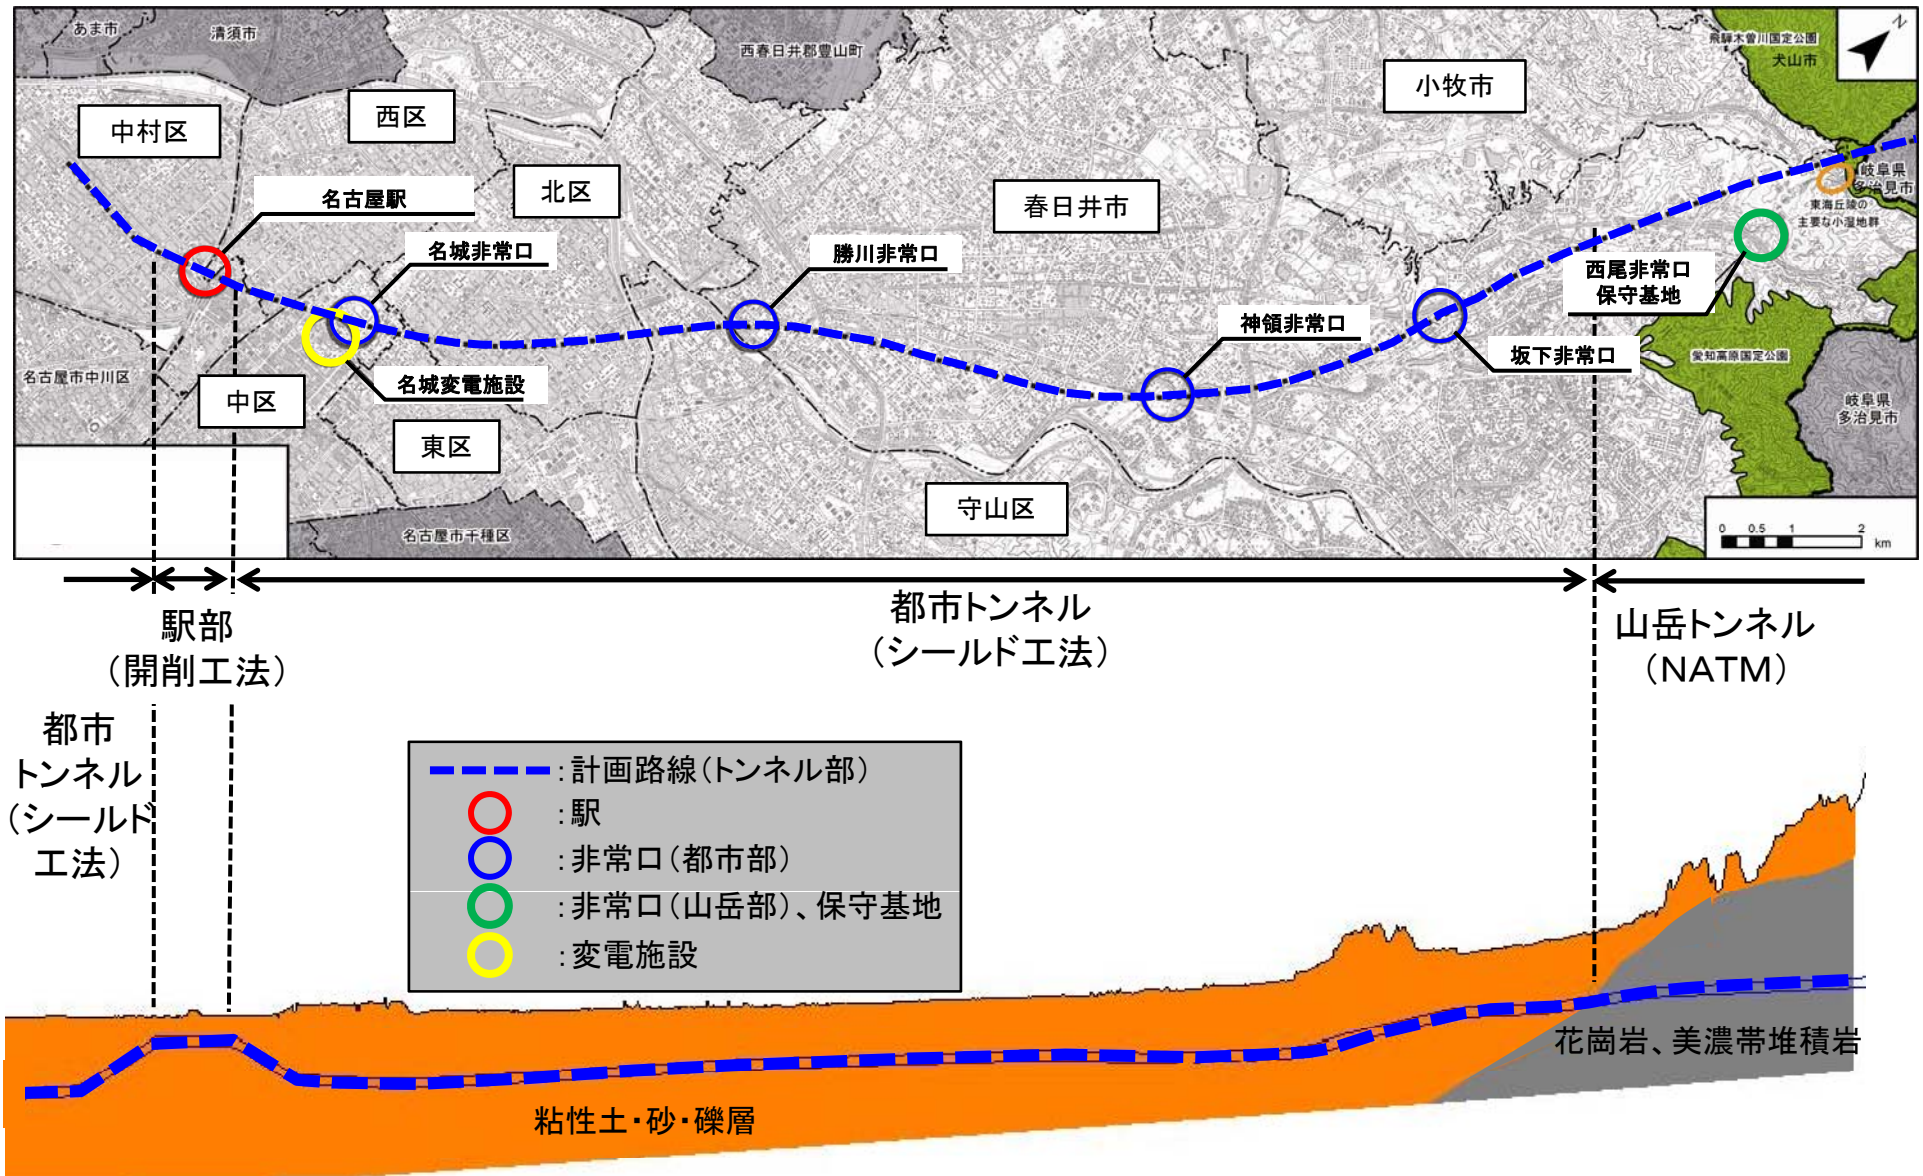 あま市
清須市
西春日井郡豊山町
飛騨木曽川国定公園
犬山市
N
中村区
西区
北区
小牧市
春日井市
名古屋駅
名城非常口
勝川非常口
神領非常口
坂下非常口
西尾非常口
保守基地
岐阜県
多治見市
東海丘陵の
主要な小湿地群
名古屋市中川区
名城変電施設
中区
東区
守山区
名古屋市千種区
愛知高原国定公園
岐阜県
多治見市
0 0.5 1 2
km
駅部
(開削工法)
都市トンネル
(シールド工法)
山岳トンネル
(NATM)
都市
トンネル
(シールド
工法)
:計画路線(トンネル部)
:駅
:非常口(都市部)
:非常口(山岳部)、保守基地
:変電施設
花崗岩、美濃帯堆積岩
粘性土・砂・礫層